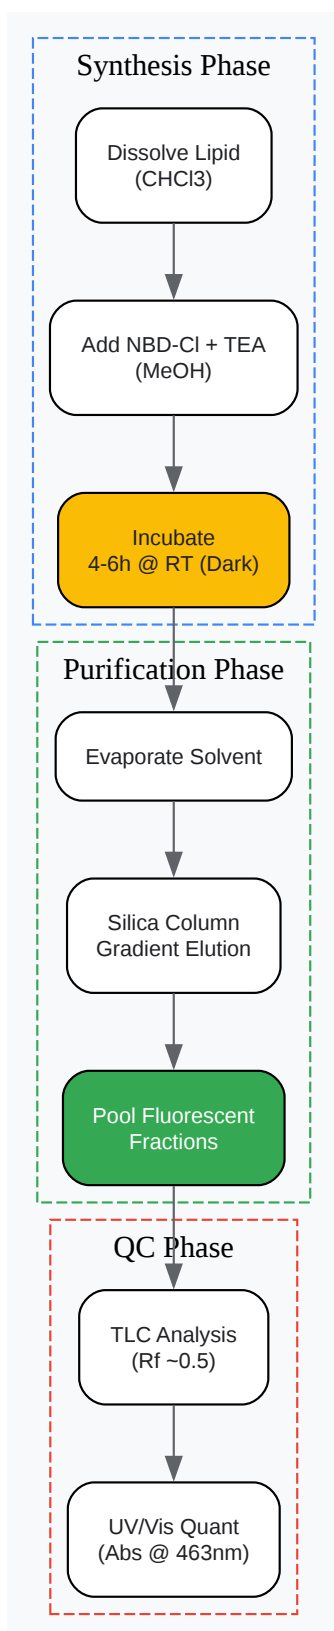 Synthesis Phase
Dissolve Lipid
(CHCl3)
Add NBD-Cl + TEA
(MeOH)
Incubate
4-6h @ RT (Dark)
Purification Phase
Evaporate Solvent
Silica Column
Gradient Elution
Pool Fluorescent
Fractions
QC Phase
TLC Analysis
(Rf ~0.5)
UV/Vis Quant
(Abs @ 463nm)